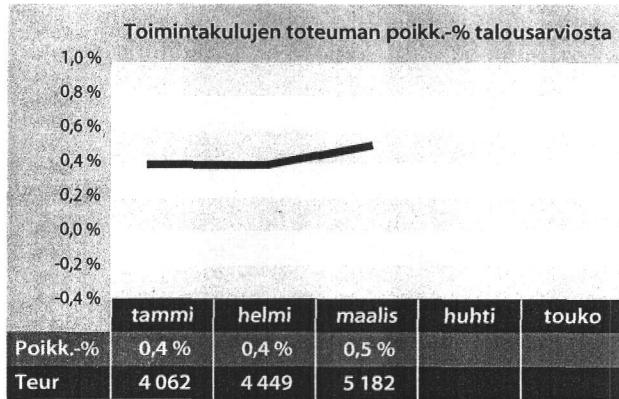 Toimintakulujen toteuman poikk.-% talousarviosta
1,0 %
0,8 %
0,6 %
0,4 %
0,2 %
0,0 %
-0,2 %
-0,4 %
tammi helmi maalis huhti touko
Poikk.-% 0,4 % 0,4 % 0,5 %
Teur 4 062 4 449 5 182